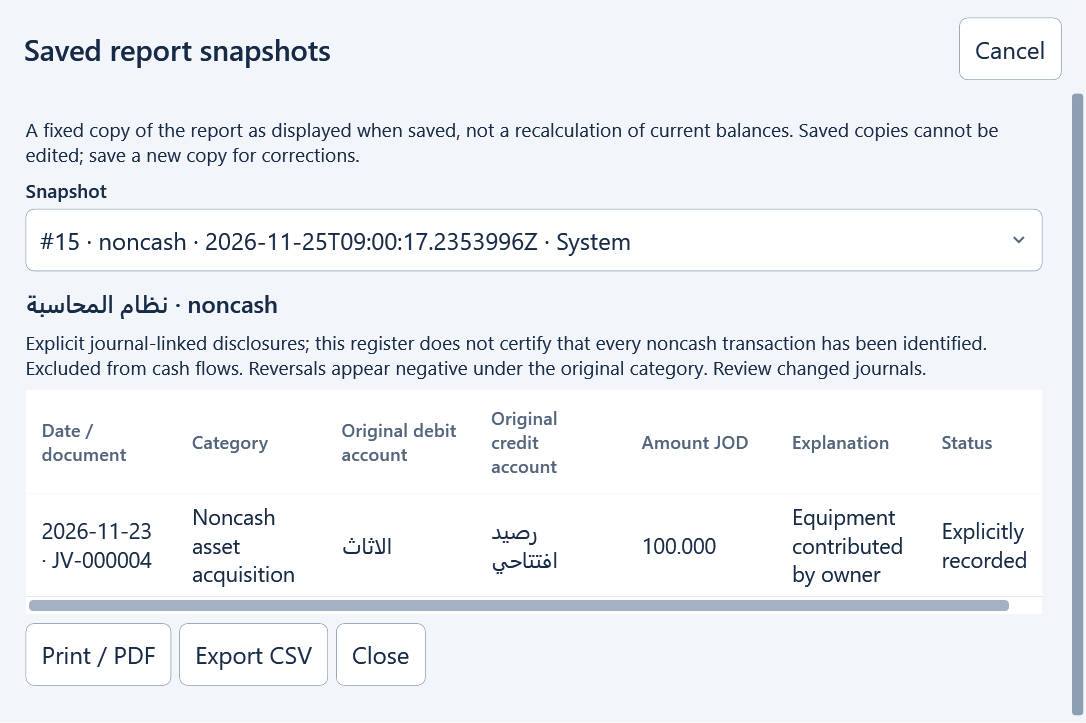 Saved report snapshots
Cancel
A fixed copy of the report as displayed when saved, not a recalculation of current balances. Saved copies cannot be
edited; save a new copy for corrections.
Snapshot
#15 · noncash · 2026-11-25T09:00:17.2353996Z · System
نظام المحاسبة · noncash
Explicit journal-linked disclosures; this register does not certify that every noncash transaction has been identified.
Excluded from cash flows. Reversals appear negative under the original category. Review changed journals.
Date /
document
Category
Original debit
account
Original
credit
account
Amount JOD
Explanation
Status
2026-11-23
· JV-000004
Noncash
asset
acquisition
الاثاث
رصيد
افتتاحي
100.000
Equipment
contributed
by owner
Explicitly
recorded
Print / PDF
Export CSV
Close